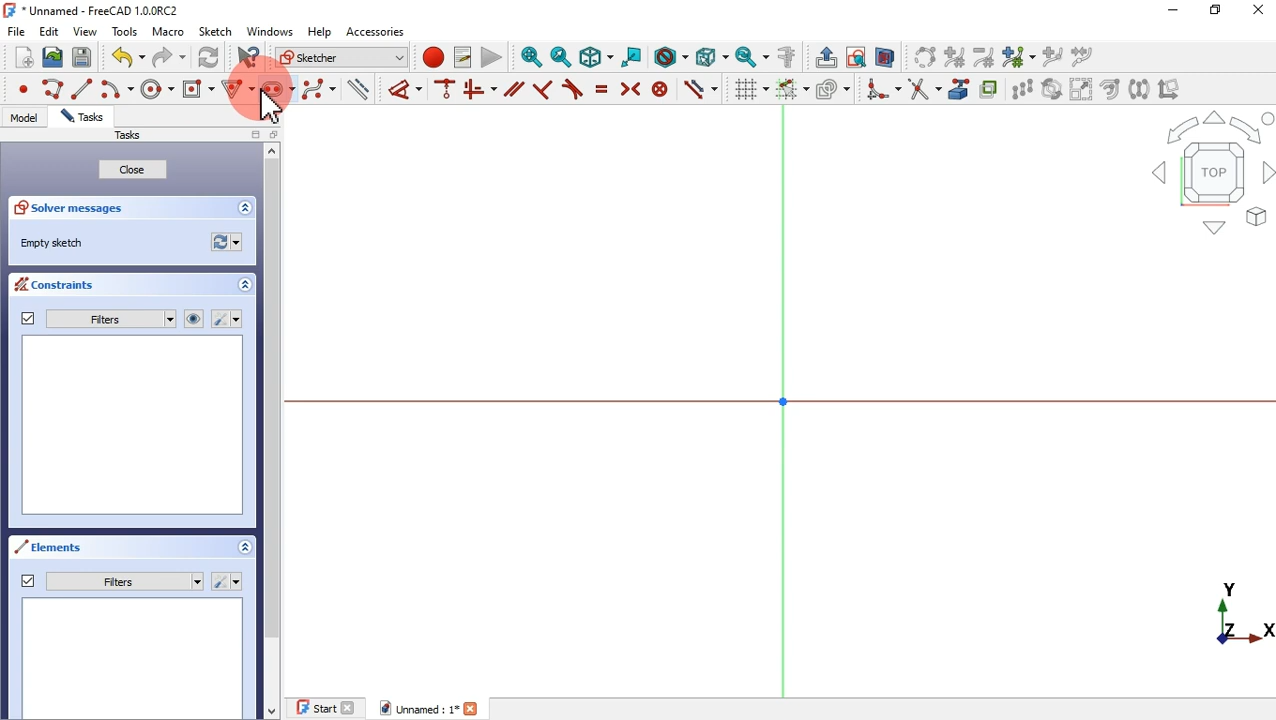 * Unnamed - FreeCAD 1.0.0RC2
File Edit View Tools Macro Sketch Windows Help Accessories
Sketcher
Model Tasks
Tasks
Close
Solver messages
Empty sketch
Constraints
Filters
Elements
Filters
TOP
Y
Z X
Start Unnamed : 1*